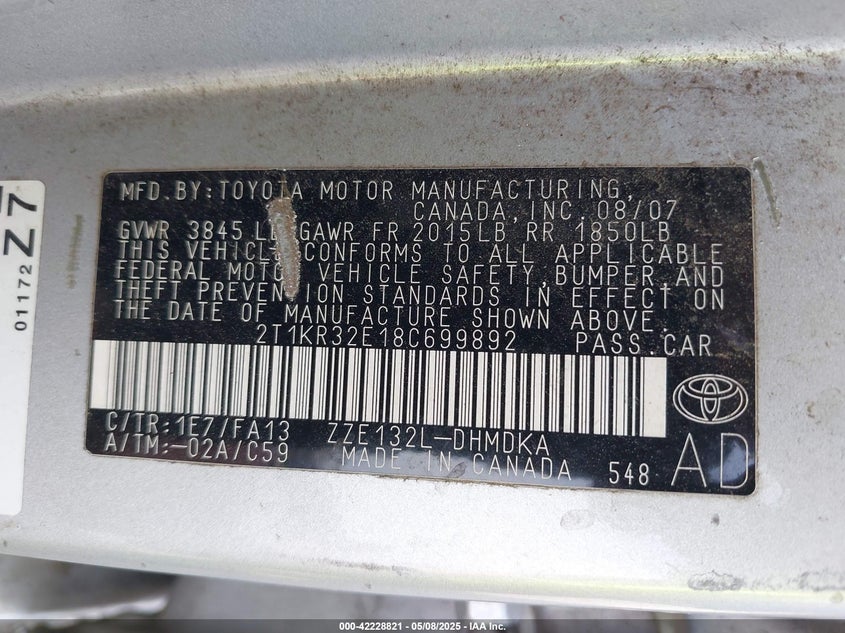 MFD.BY:TOYOTA MOTOR MANUFACTURING,
CANADA, INC. 08/07
GVWR 3845 GAWR FR 2015LB RR 1850LB
THIS VEHICLE CONFORMS TO ALL APPLICABLE
FEDERAL MOTOR VEHICLE SAFETY, BUMPER, AND
THEFT PREVENTION STANDARDS IN EFFECT ON
THE DATE OF MANUFACTURE SHOWN ABOVE.
2T1KR32E18C699892 PASS.CAR
C/TR:1E7/FA13 ZZE132L-DHMDKA
A/TM:-02A/C59 MADE IN CANADA 548 AD
01172
Z7
000-42228821 | 05/08/2025 | IAA Inc.